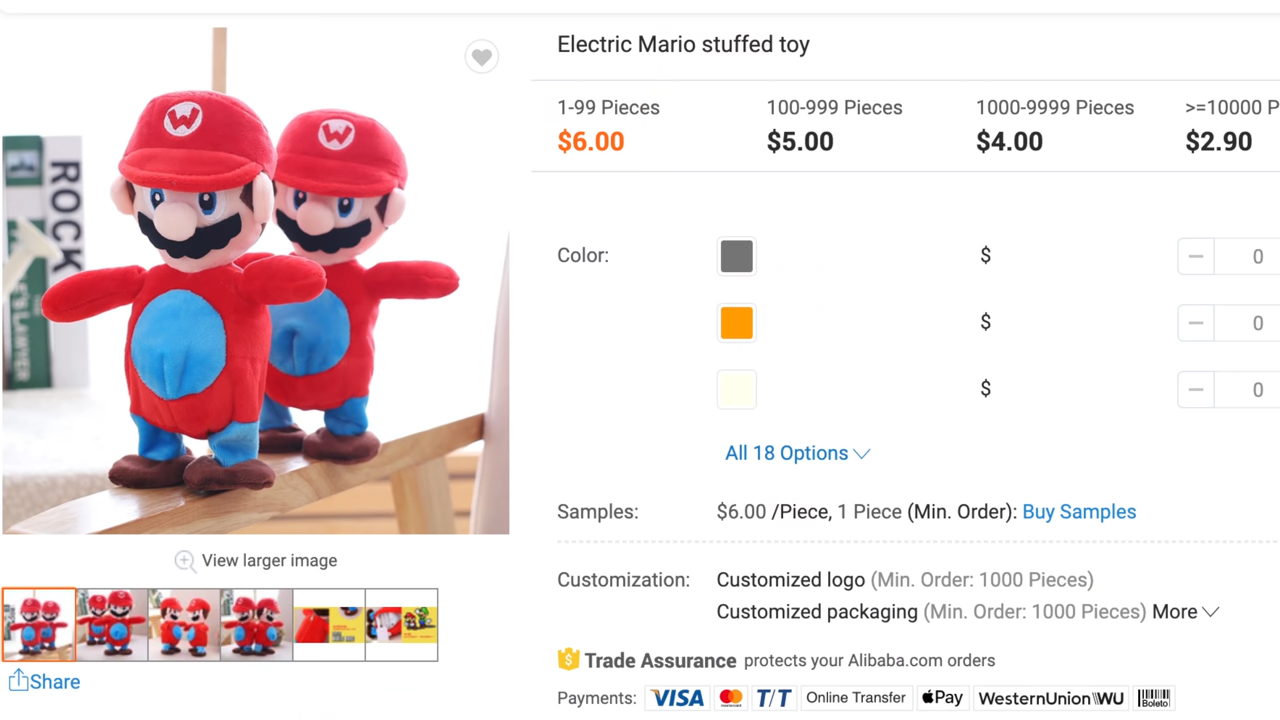 Electric Mario stuffed toy
1-99 Pieces
100-999 Pieces
1000-9999 Pieces
>=10000 P
$6.00
$5.00
$4.00
$2.90
W
W
ROCK
E'S LAWYER
Color:
$
0
$
0
$
0
All 18 Options
Samples:
$6.00 /Piece, 1 Piece (Min. Order): Buy Samples
View larger image
Customization:
Customized logo (Min. Order: 1000 Pieces)
Customized packaging (Min. Order: 1000 Pieces) More
$ Trade Assurance protects your Alibaba.com orders
Share
Payments: VISA T/T Online Transfer Pay WesternUnion WU Boleto